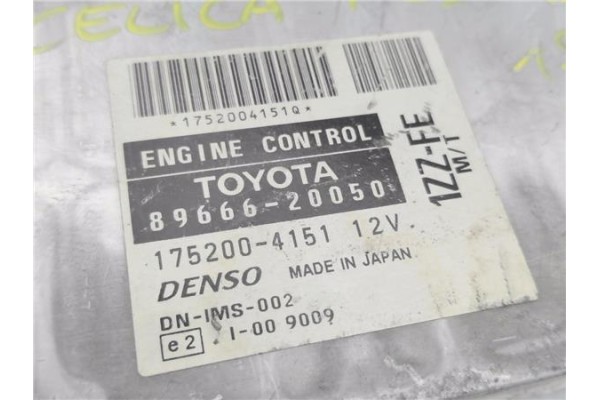 CELICA
*1752004151Q*
ENGINE CONTROL
TOYOTA
89666-20050
1ZZ-FE
M/T
175200-4151 12V
DENSO MADE IN JAPAN
DN-IMS-002
e2 I-00 9009